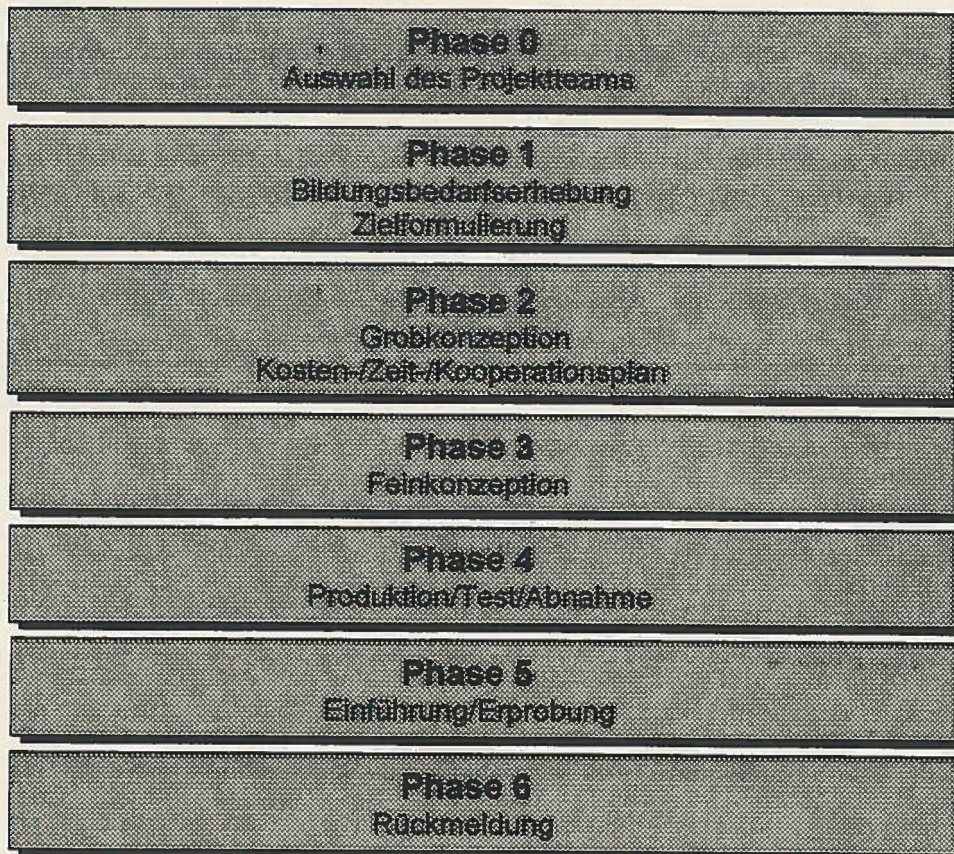 Phase 0
Auswahl des Projektteams
Phase 1
Bildungsbedarfserhebung
Zielformulierung
Phase 2
Grobkonzeption
Kosten-/Zeit-/Kooperationsplan
Phase 3
Feinkonzeption
Phase 4
Produktion/Test/Abnahme
Phase 5
Einführung/Erprobung
Phase 6
Rückmeldung